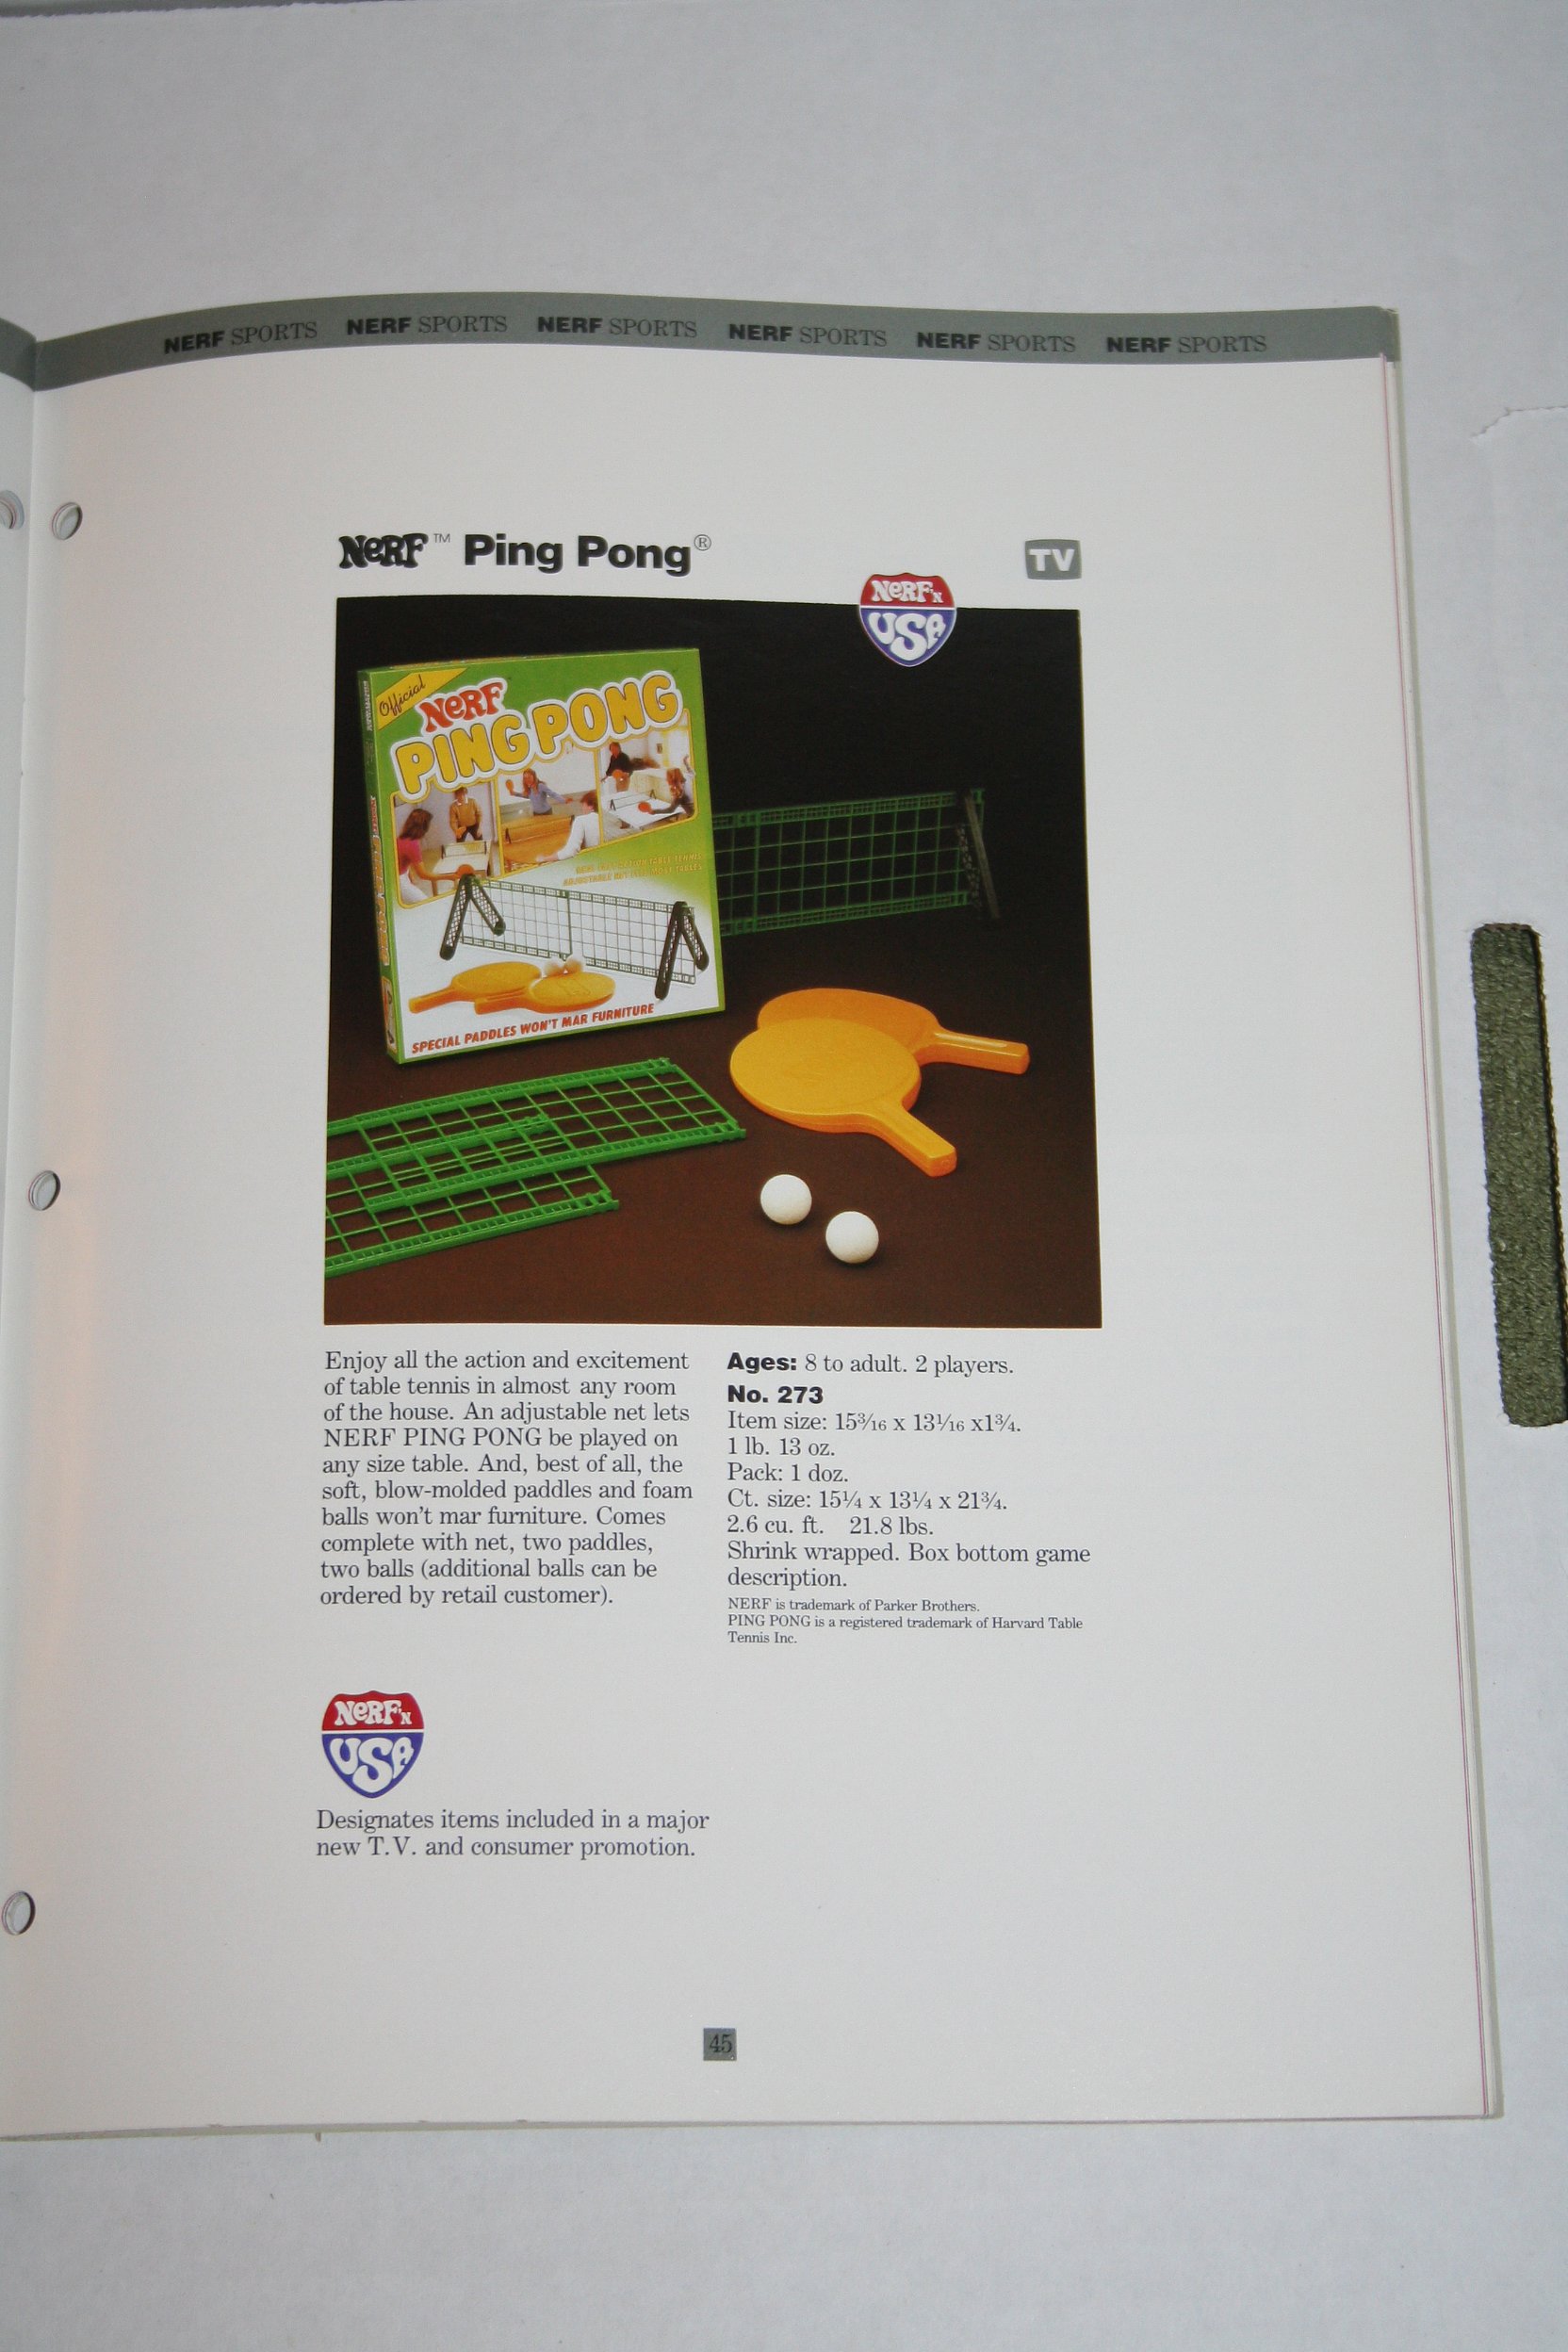 NERF SPORTS NERF SPORTS NERF SPORTS NERF SPORTS NERF SPORTS NERF SPORTS
NERF™ Ping Pong®
TV
NERF'N
USA
Official
NERF
PING PONG
SPECIAL PADDLES WON'T MAR FURNITURE
Enjoy all the action and excitement
of table tennis in almost any room
of the house. An adjustable net lets
NERF PING PONG be played on
any size table. And, best of all, the
soft, blow-molded paddles and foam
balls won't mar furniture. Comes
complete with net, two paddles,
two balls (additional balls can be
ordered by retail customer).
Ages: 8 to adult. 2 players.
No. 273
Item size: 15³⁄₁₆ x 13¹⁄₁₆ x1¾.
1 lb. 13 oz.
Pack: 1 doz.
Ct. size: 15¼ x 13¼ x 21¾.
2.6 cu. ft. 21.8 lbs.
Shrink wrapped. Box bottom game
description.
NERF is trademark of Parker Brothers.
PING PONG is a registered trademark of Harvard Table
Tennis Inc.
NERF'N
USA
Designates items included in a major
new T.V. and consumer promotion.
45